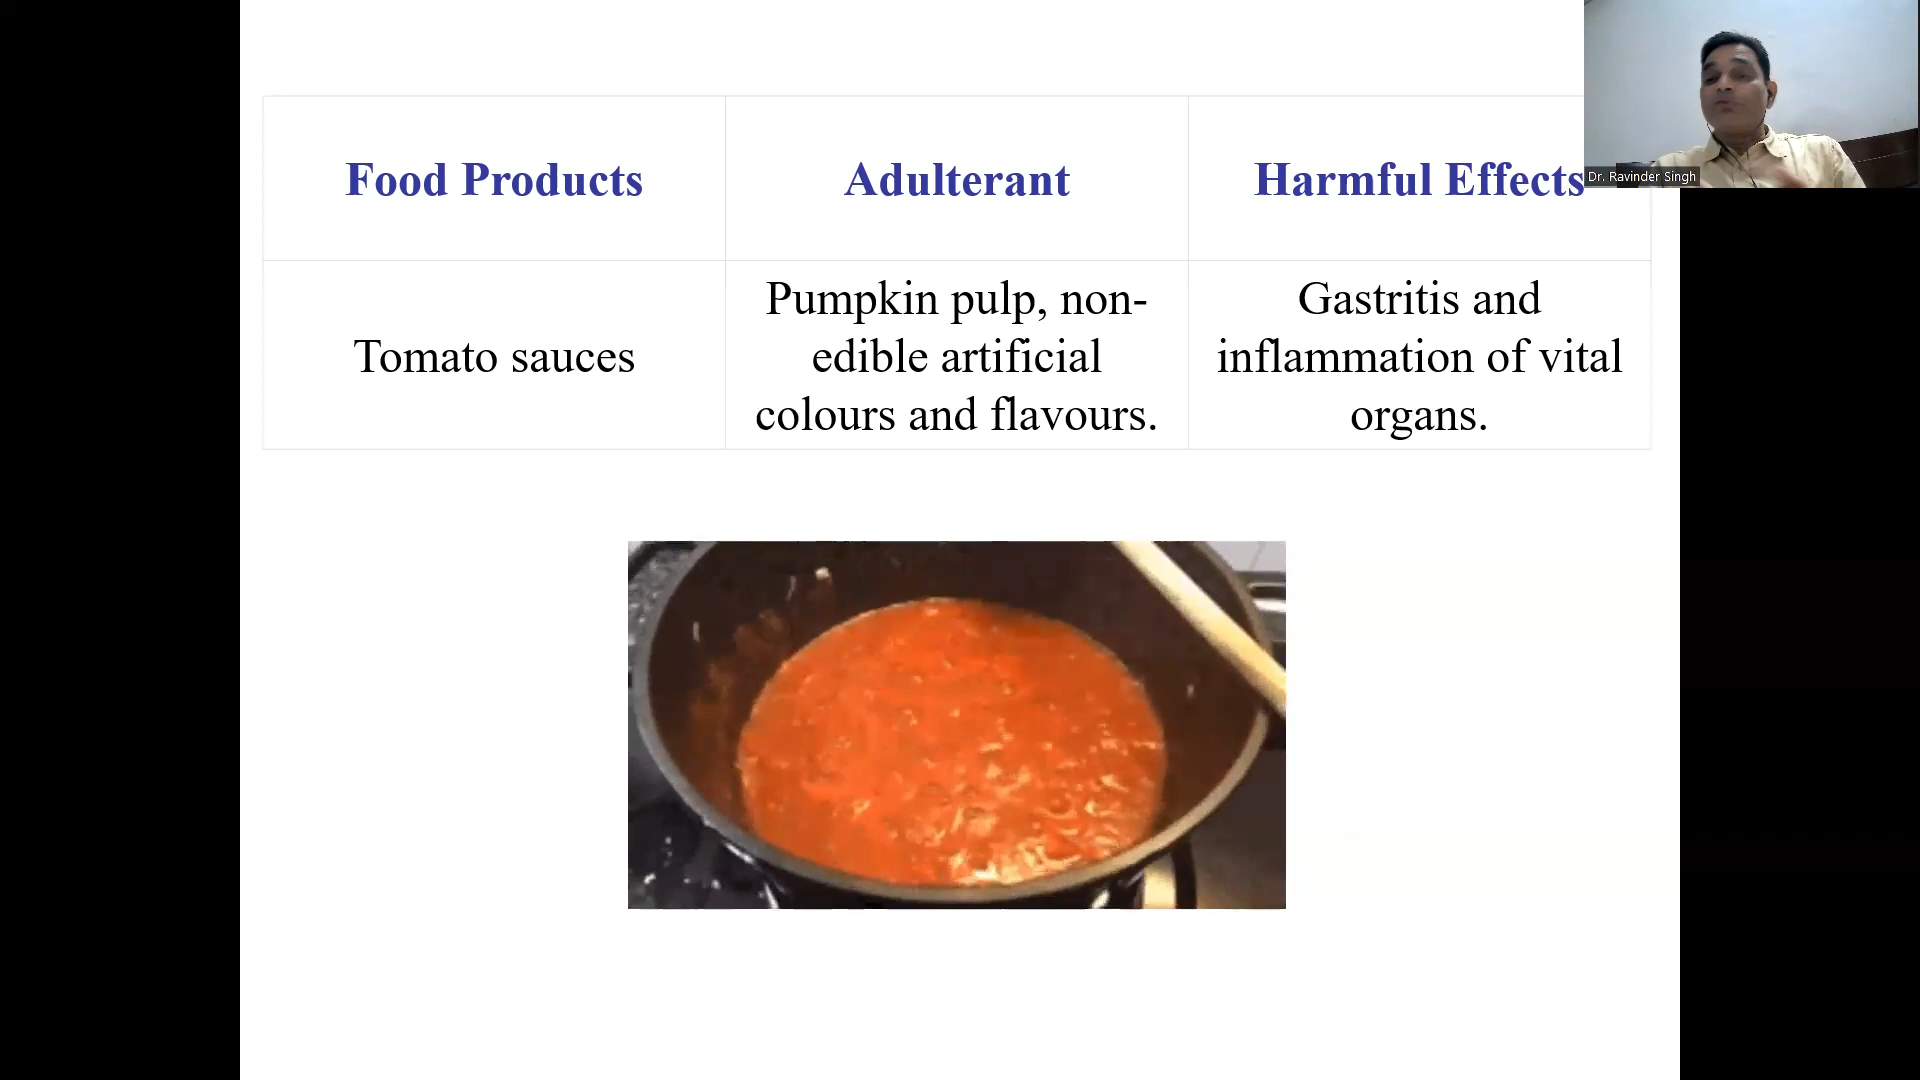 Food Products
Adulterant
Harmful Effects
Dr. Ravinder Singh
Tomato sauces
Pumpkin pulp, non-
edible artificial
colours and flavours.
Gastritis and
inflammation of vital
organs.